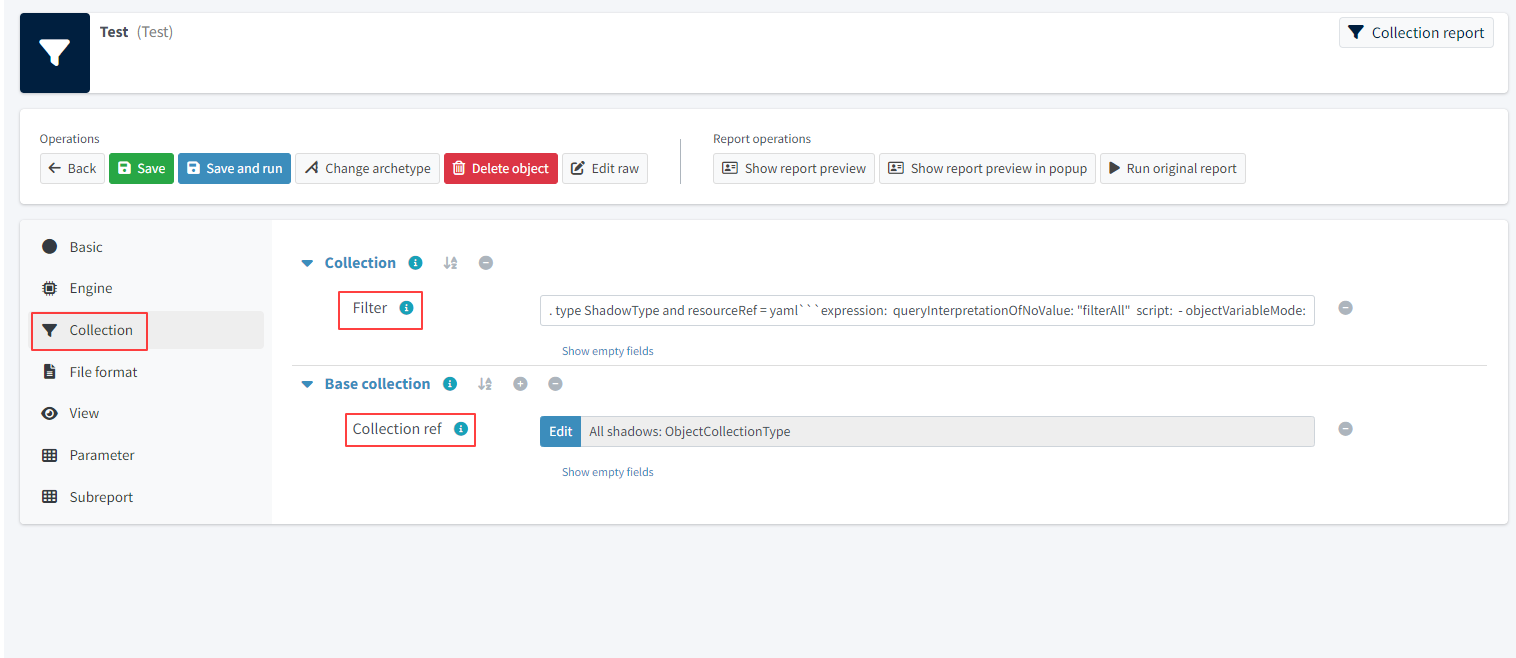 Test (Test)
Collection report
Operations
Report operations
Back
Save
Save and run
Change archetype
Delete object
Edit raw
Show report preview
Show report preview in popup
Run original report
Basic
Engine
Collection
File format
View
Parameter
Subreport
Collection
Filter
. type ShadowType and resourceRef = yaml```expression: queryInterpretationOfNoValue: "filterAll" script: - objectVariableMode:
Show empty fields
Base collection
Collection ref
Edit
All shadows: ObjectCollectionType
Show empty fields